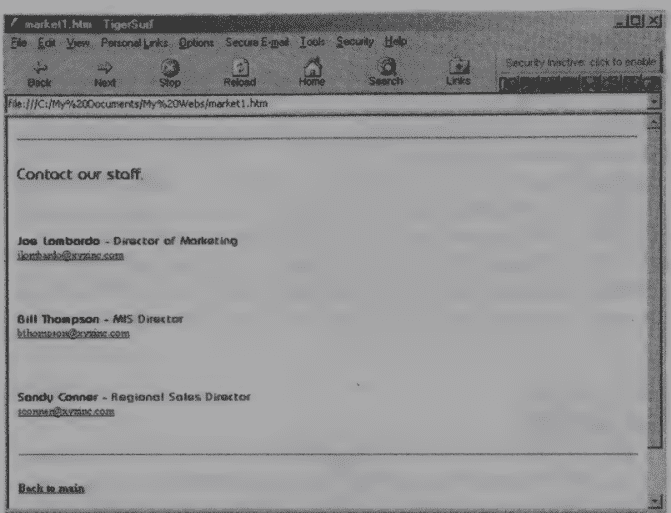 market1.htm TigerSurf
File Edit View Personal Links Options Secure E-mail Tools Security Help
Back Next Stop Reload Home Search Links
Security Inactive: click to enable
file:///C:/My%20Documents/My%20Webs/market1.htm
Contact our staff.
Joe Lombardo - Director of Marketing
jlombardo@xyzinc.com
Bill Thompson - MIS Director
bthompson@xyzinc.com
Sandy Conner - Regional Sales Director
sconner@xyzinc.com
Back to main